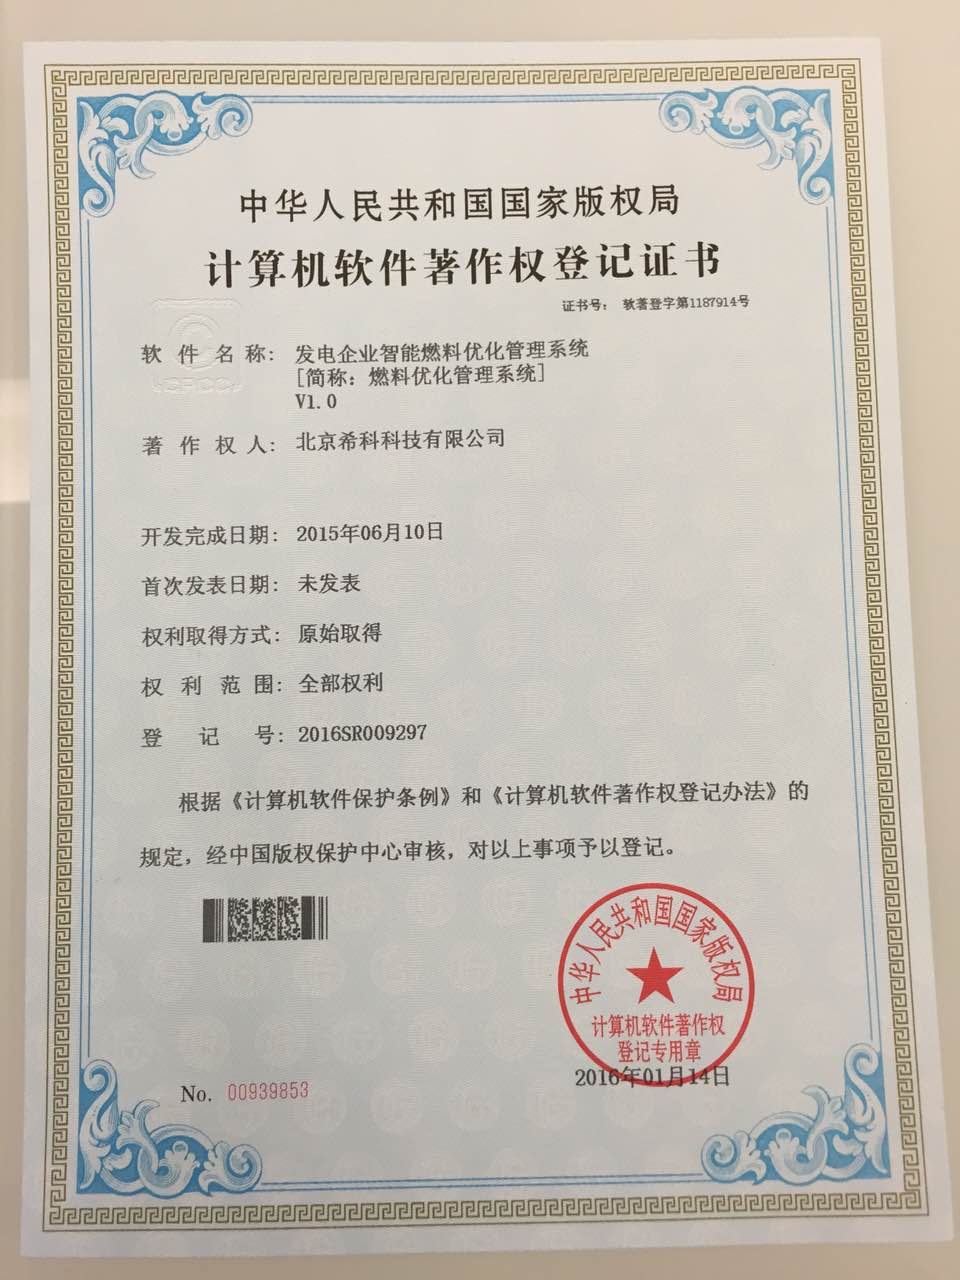 中华人民共和国国家版权局
计算机软件著作权登记证书
证书号： 软著登字第1187914号
CPCC
软件名称： 发电企业智能燃料优化管理系统
[简称：燃料优化管理系统]
V1.0
著作权人： 北京希科科技有限公司
开发完成日期： 2015年06月10日
首次发表日期： 未发表
权利取得方式： 原始取得
权利范围： 全部权利
登记号： 2016SR009297
根据《计算机软件保护条例》和《计算机软件著作权登记办法》的
规定，经中国版权保护中心审核，对以上事项予以登记。
中华人民共和国国家版权局
计算机软件著作权
登记专用章
2016年01月14日
No. 00939853